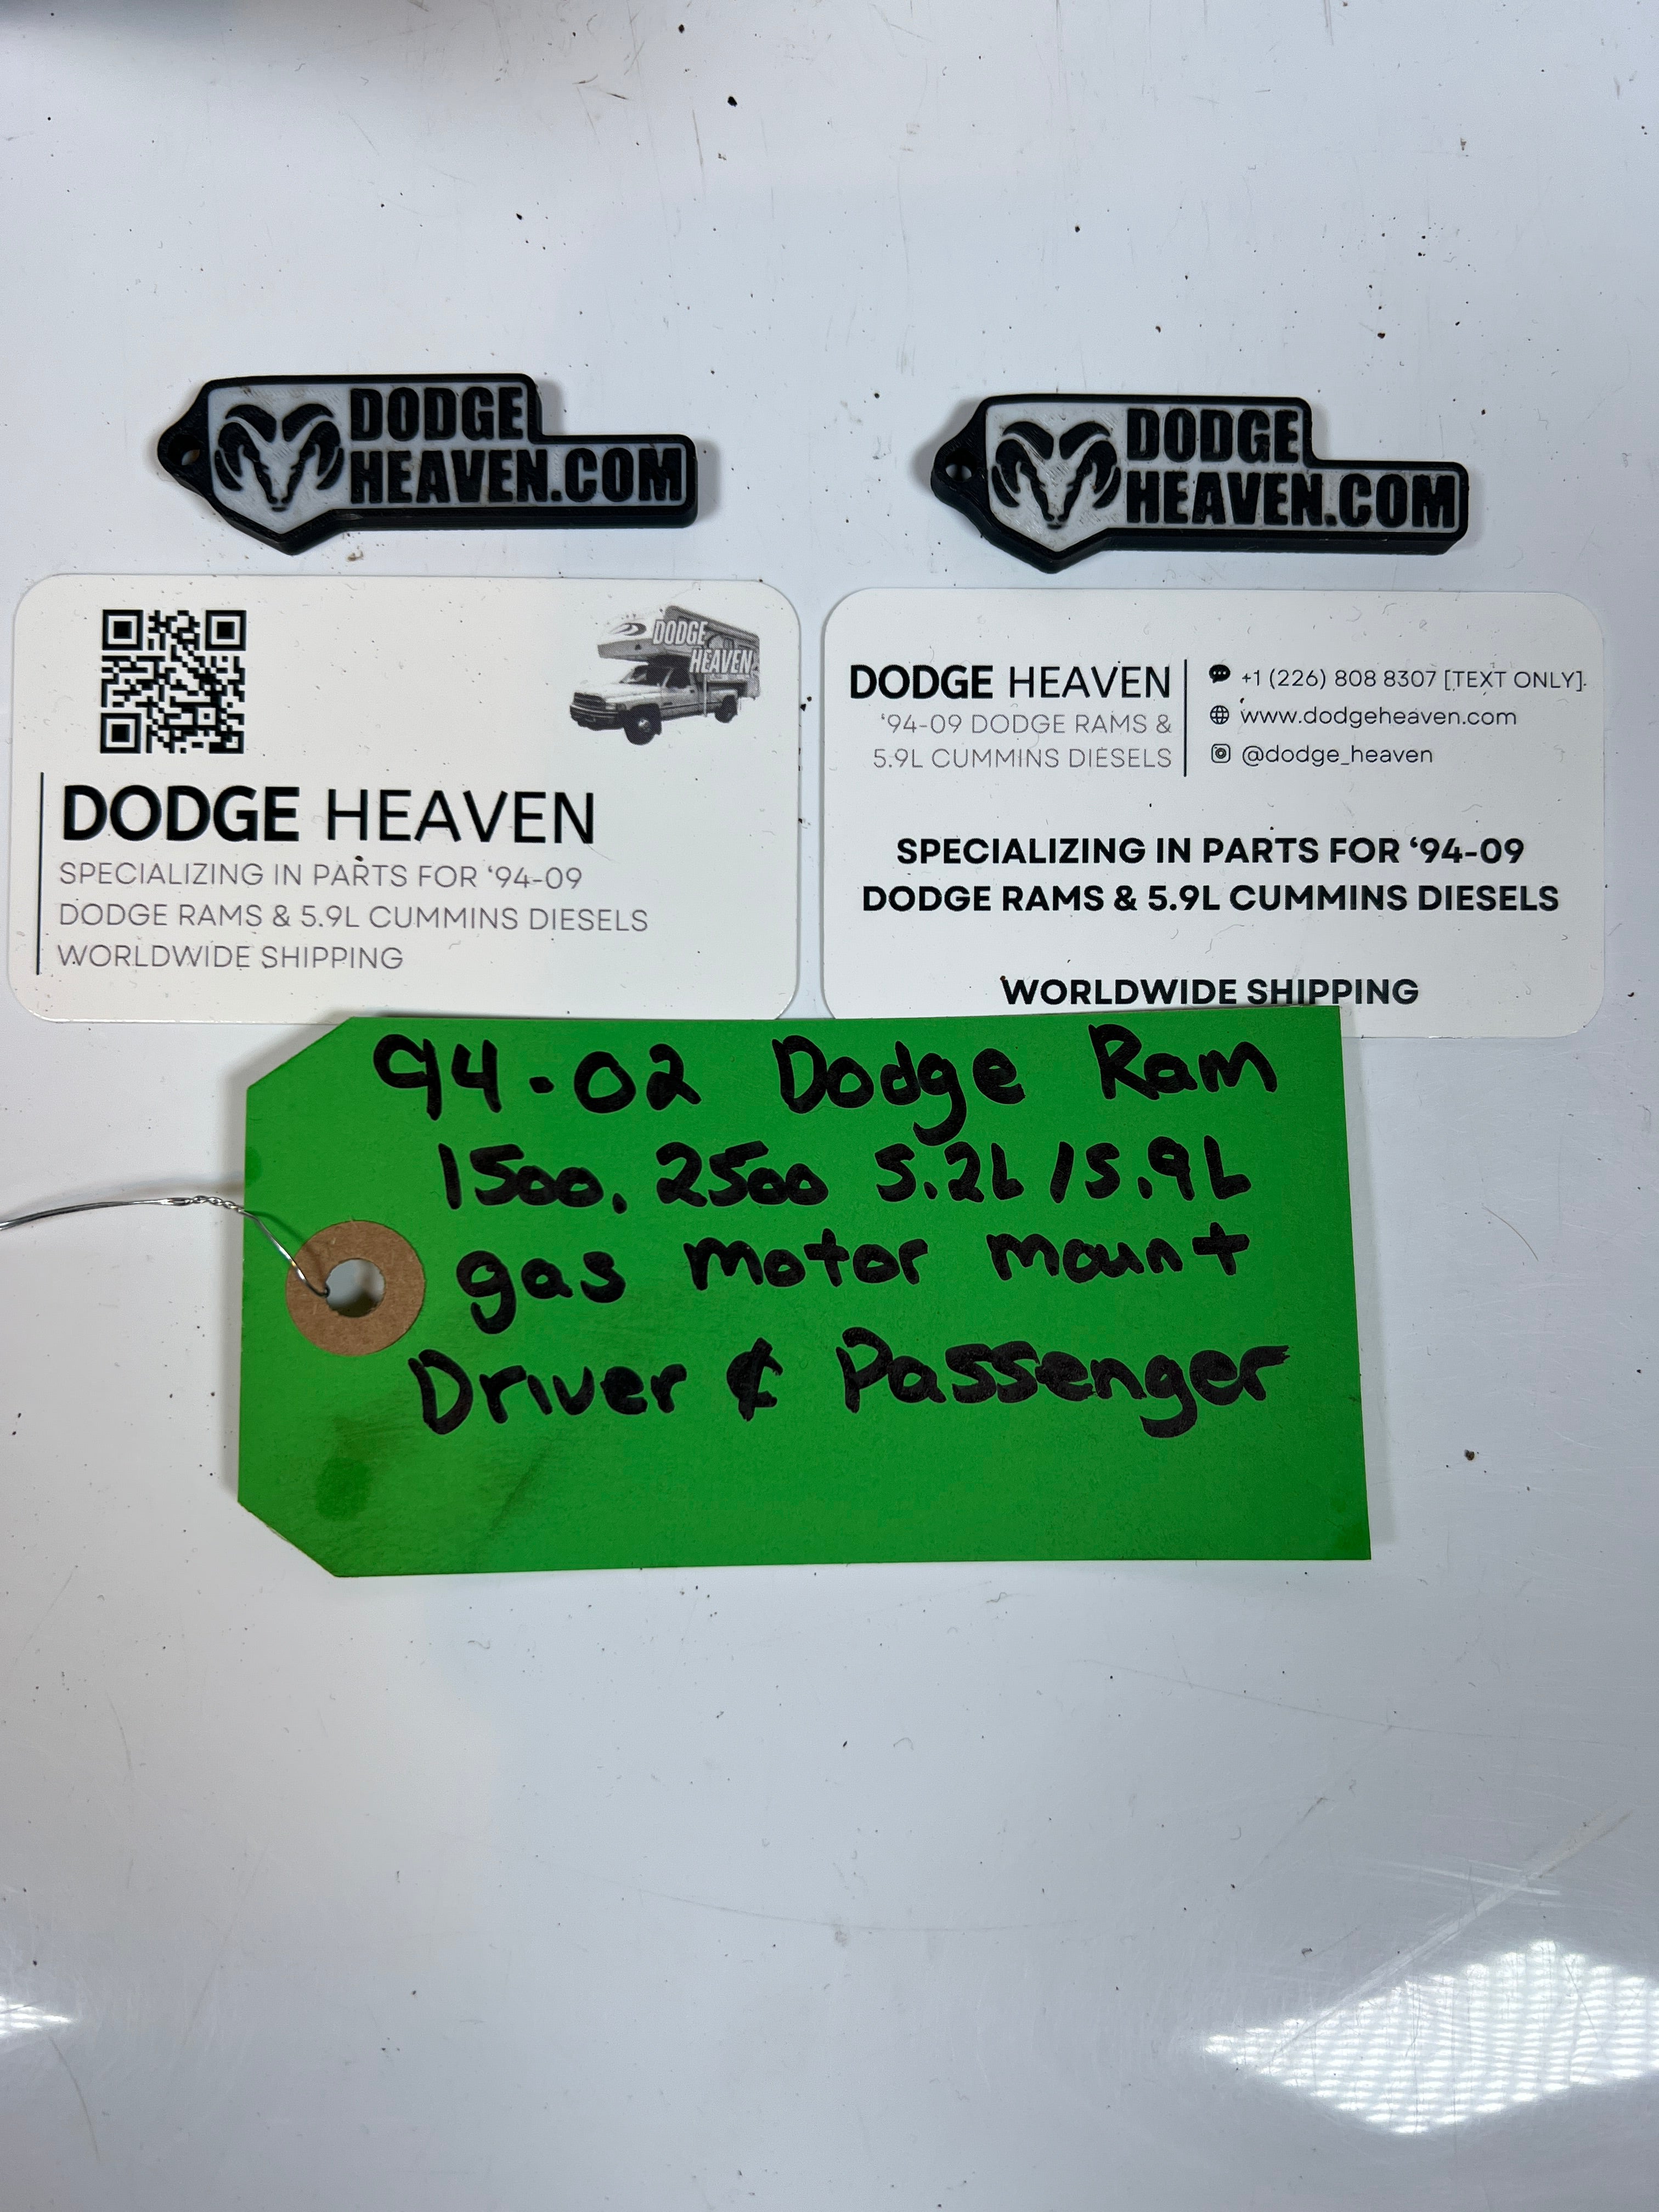 DODGE
HEAVEN.COM
DODGE
HEAVEN.COM
DODGE
HEAVEN
DODGE HEAVEN
SPECIALIZING IN PARTS FOR ‘94-09
DODGE RAMS & 5.9L CUMMINS DIESELS
WORLDWIDE SHIPPING
DODGE HEAVEN
‘94-09 DODGE RAMS &
5.9L CUMMINS DIESELS
+1 (226) 808 8307 [TEXT ONLY]
www.dodgeheaven.com
@dodge_heaven
SPECIALIZING IN PARTS FOR ‘94-09
DODGE RAMS & 5.9L CUMMINS DIESELS
WORLDWIDE SHIPPING
94-02 Dodge Ram
1500, 2500 5.2L/5.9L
gas motor mount
Driver & Passenger